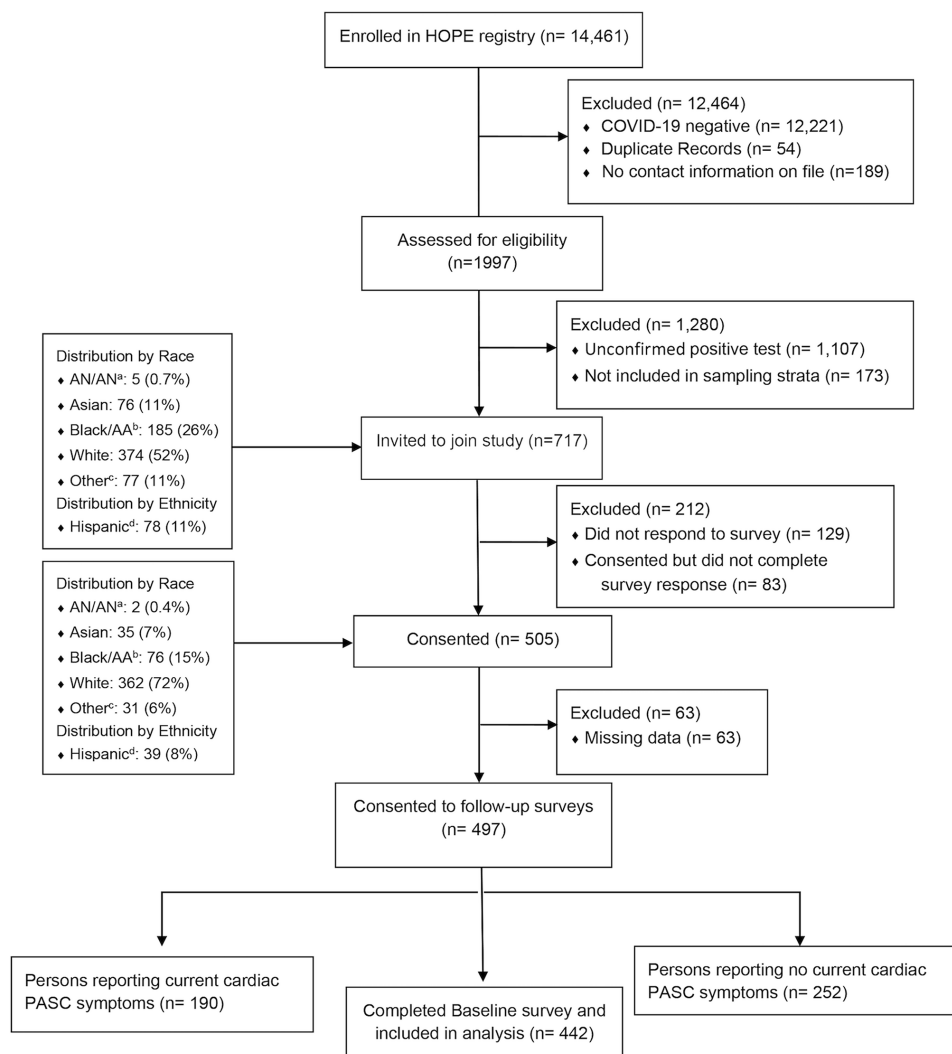 Enrolled in HOPE registry (n= 14,461)
Excluded (n= 12,464)
♦ COVID-19 negative (n= 12,221)
♦ Duplicate Records (n= 54)
♦ No contact information on file (n=189)
Assessed for eligibility
(n=1997)
Excluded (n= 1,280)
♦ Unconfirmed positive test (n= 1,107)
♦ Not included in sampling strata (n= 173)
Distribution by Race
♦ AN/ANᵃ: 5 (0.7%)
♦ Asian: 76 (11%)
♦ Black/AAᵇ: 185 (26%)
♦ White: 374 (52%)
♦ Otherᶜ: 77 (11%)
Distribution by Ethnicity
♦ Hispanicᵈ: 78 (11%)
Invited to join study (n=717)
Excluded (n= 212)
♦ Did not respond to survey (n= 129)
♦ Consented but did not complete
survey response (n= 83)
Distribution by Race
♦ AN/ANᵃ: 2 (0.4%)
♦ Asian: 35 (7%)
♦ Black/AAᵇ: 76 (15%)
♦ White: 362 (72%)
♦ Otherᶜ: 31 (6%)
Distribution by Ethnicity
♦ Hispanicᵈ: 39 (8%)
Consented (n= 505)
Excluded (n= 63)
♦ Missing data (n= 63)
Consented to follow-up surveys
(n= 497)
Persons reporting current cardiac
PASC symptoms (n= 190)
Completed Baseline survey and
included in analysis (n= 442)
Persons reporting no current cardiac
PASC symptoms (n= 252)